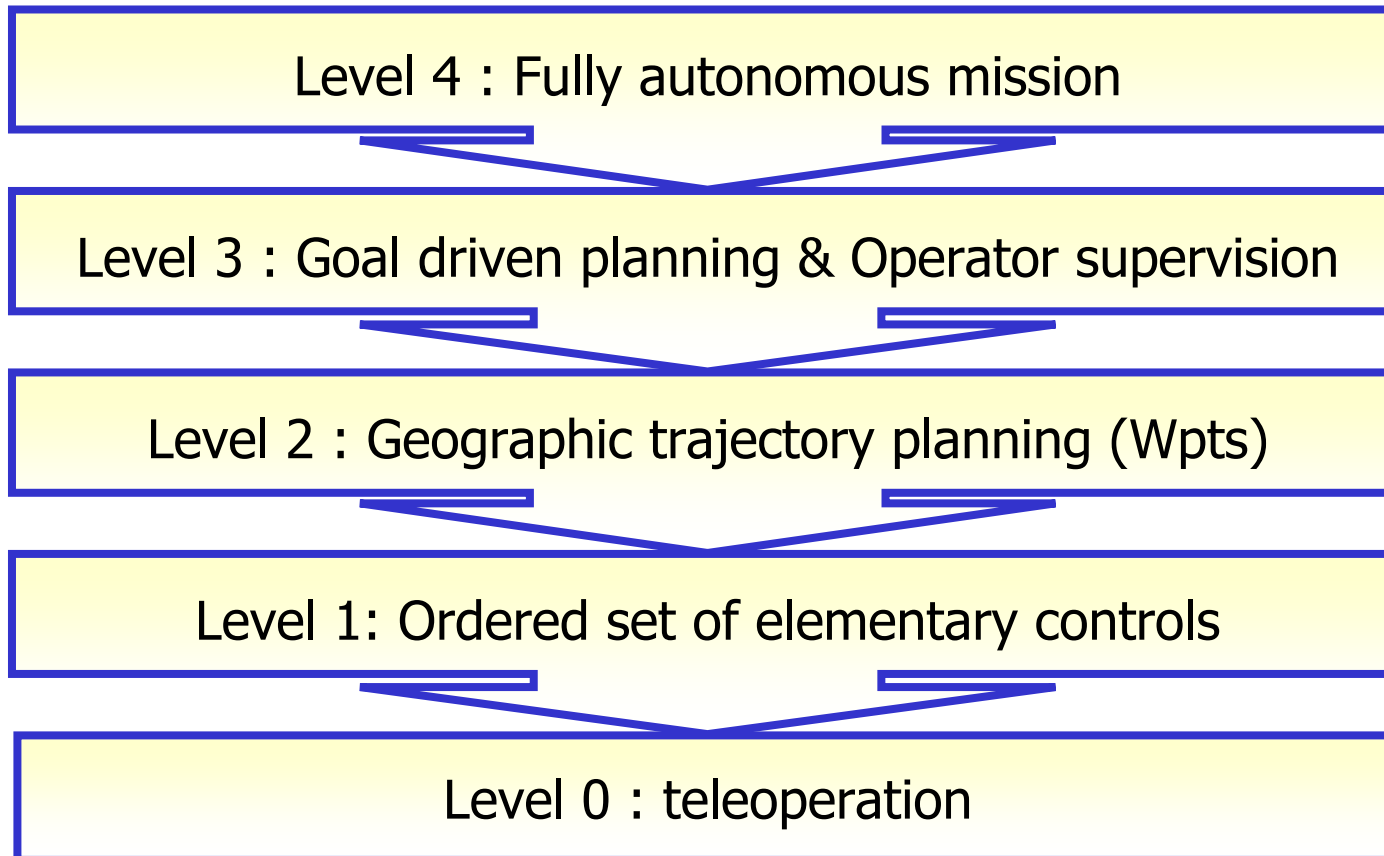 Level 4 : Fully autonomous mission
Level 3 : Goal driven planning & Operator supervision
Level 2 : Geographic trajectory planning (Wpts)
Level 1: Ordered set of elementary controls
Level 0 : teleoperation